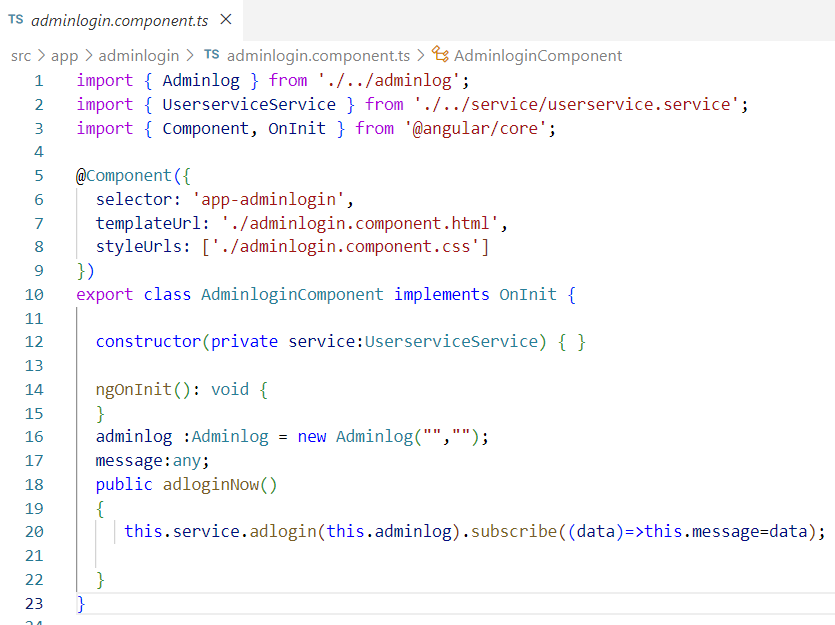 TS adminlogin.component.ts ×
src > app > adminlogin > TS adminlogin.component.ts > AdminloginComponent
1 import { Adminlog } from './../adminlog';
2 import { UserserviceService } from './../service/userservice.service';
3 import { Component, OnInit } from '@angular/core';
4
5 @Component({
6   selector: 'app-adminlogin',
7   templateUrl: './adminlogin.component.html',
8   styleUrls: ['./adminlogin.component.css']
9 })
10 export class AdminloginComponent implements OnInit {
11
12   constructor(private service:UserserviceService) { }
13
14   ngOnInit(): void {
15   }
16   adminlog :Adminlog = new Adminlog("","");
17   message:any;
18   public adloginNow()
19   {
20      this.service.adlogin(this.adminlog).subscribe((data)=>this.message=data);
21
22   }
23 }
24